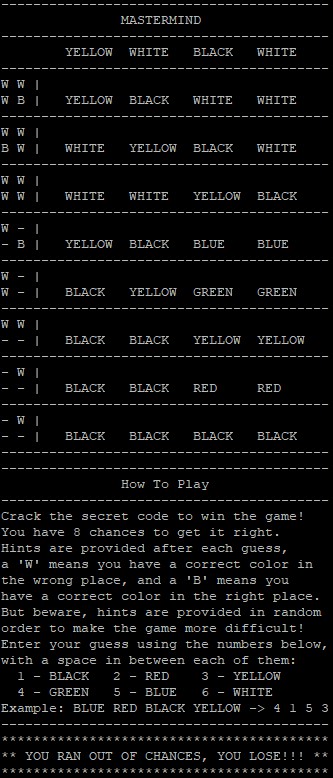 MASTERMIND
YELLOW WHITE BLACK WHITE
W W |
W B | YELLOW BLACK WHITE WHITE
W W |
B W | WHITE YELLOW BLACK WHITE
W W |
W W | WHITE WHITE YELLOW BLACK
W - |
- B | YELLOW BLACK BLUE BLUE
W - |
W - | BLACK YELLOW GREEN GREEN
W W |
- - | BLACK BLACK YELLOW YELLOW
- W |
- - | BLACK BLACK RED RED
- W |
- - | BLACK BLACK BLACK BLACK
How To Play
Crack the secret code to win the game!
You have 8 chances to get it right.
Hints are provided after each guess,
a 'W' means you have a correct color in
the wrong place, and a 'B' means you
have a correct color in the right place.
But beware, hints are provided in random
order to make the game more difficult!
Enter your guess using the numbers below,
with a space in between each of them:
1 - BLACK 2 - RED 3 - YELLOW
4 - GREEN 5 - BLUE 6 - WHITE
Example: BLUE RED BLACK YELLOW -> 4 1 5 3
*****************************************
** YOU RAN OUT OF CHANCES, YOU LOSE!!! **
*****************************************